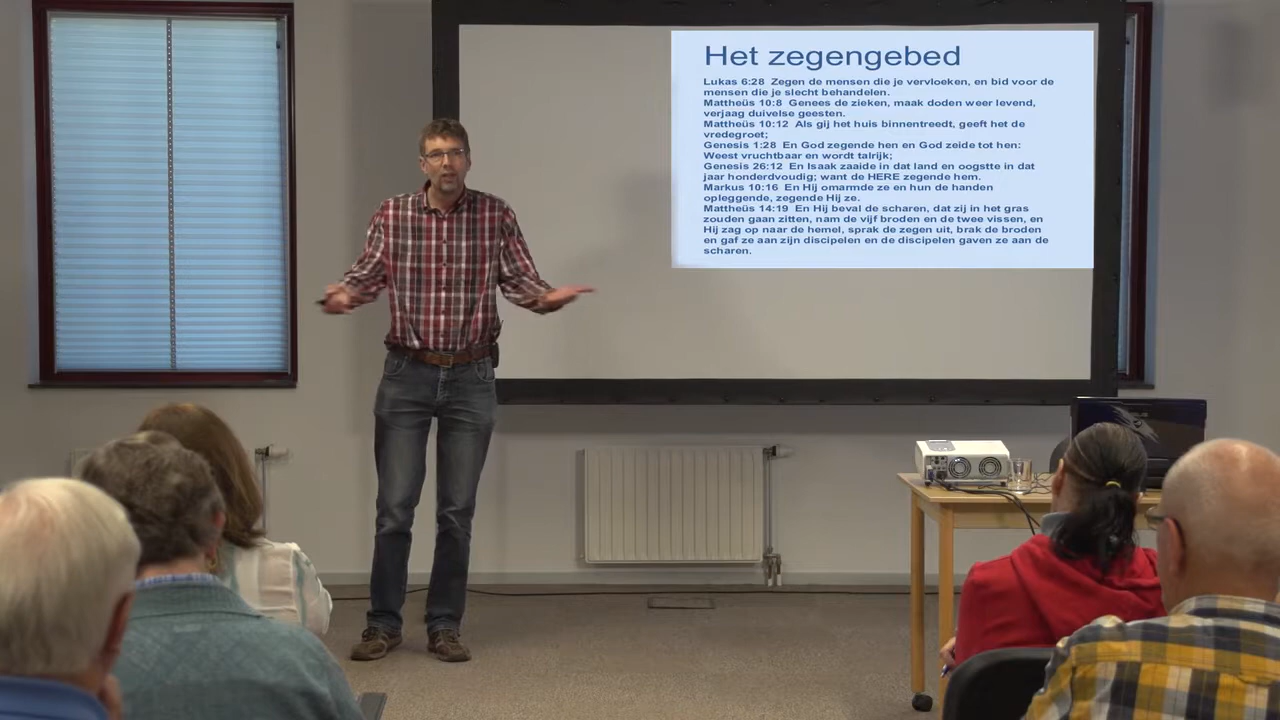 Het zegengebed
Lukas 6:28 Zegen de mensen die je vervloeken, en bid voor de
mensen die je slecht behandelen.
Mattheüs 10:8 Genees de zieken, maak doden weer levend,
verjaag duivelse geesten.
Mattheüs 10:12 Als gij het huis binnentreedt, geeft het de
vredegroet;
Genesis 1:28 En God zegende hen en God zeide tot hen:
Weest vruchtbaar en wordt talrijk;
Genesis 26:12 En Isaak zaaide in dat land en oogstte in dat
jaar honderdvoudig; want de HERE zegende hem.
Markus 10:16 En Hij omarmde ze en hun de handen
opleggende, zegende Hij ze.
Mattheüs 14:19 En Hij beval de scharen, dat zij in het gras
zouden gaan zitten, nam de vijf broden en de twee vissen, en
Hij zag op naar de hemel, sprak de zegen uit, brak de broden
en gaf ze aan zijn discipelen en de discipelen gaven ze aan de
scharen.